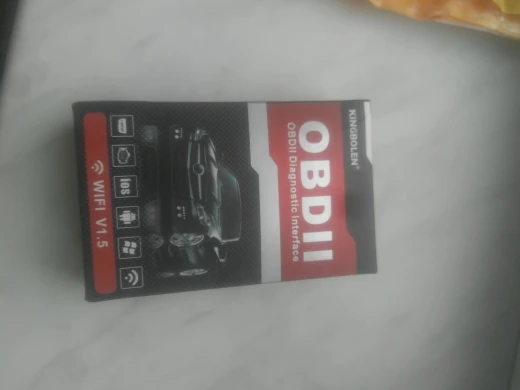 KINGBOLEN®
OBDII
OBDII Diagnostic Interface
ios
WIFI V1.5